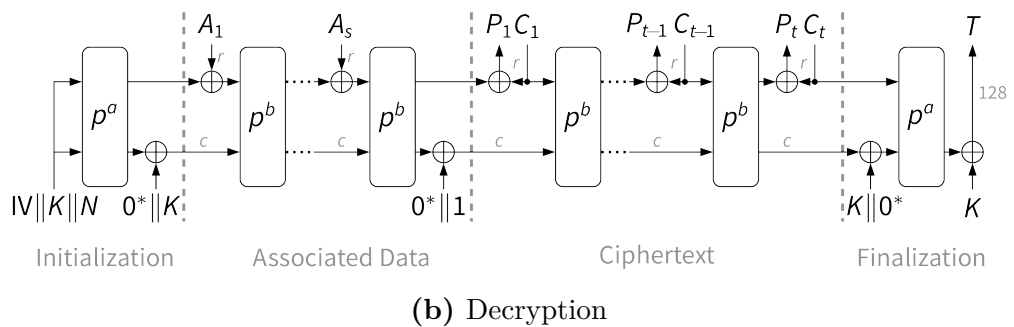 A₁ Aₛ P₁ C₁ Pₜ₋₁ Cₜ₋₁ Pₜ Cₜ T
r r r r r
pᵃ pᵇ pᵇ pᵇ pᵇ pᵃ 128
c c c c c
IV‖K‖N 0*‖K 0*‖1 K‖0* K
Initialization Associated Data Ciphertext Finalization
(b) Decryption